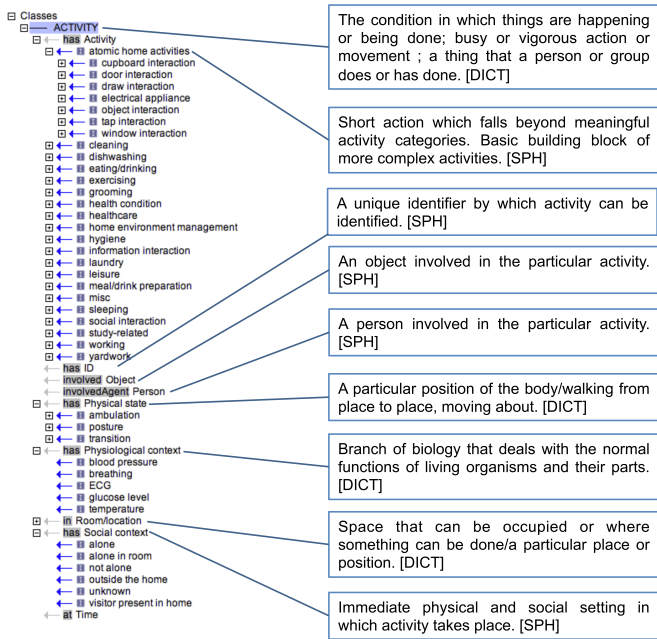 Classes
ACTIVITY
has Activity
atomic home activities
cupboard interaction
door interaction
draw interaction
electrical appliance
object interaction
tap interaction
window interaction
cleaning
dishwashing
eating/drinking
exercising
grooming
health condition
healthcare
home environment management
hygiene
information interaction
laundry
leisure
meal/drink preparation
misc
sleeping
social interaction
study-related
working
yardwork
has ID
involved Object
involvedAgent Person
has Physical state
ambulation
posture
transition
has Physiological context
blood pressure
breathing
ECG
glucose level
temperature
in Room/location
has Social context
alone
alone in room
not alone
outside the home
unknown
visitor present in home
at Time
The condition in which things are happening
or being done; busy or vigorous action or
movement ; a thing that a person or group
does or has done. [DICT]
Short action which falls beyond meaningful
activity categories. Basic building block of
more complex activities. [SPH]
A unique identifier by which activity can be
identified. [SPH]
An object involved in the particular activity.
[SPH]
A person involved in the particular activity.
[SPH]
A particular position of the body/walking from
place to place, moving about. [DICT]
Branch of biology that deals with the normal
functions of living organisms and their parts.
[DICT]
Space that can be occupied or where
something can be done/a particular place or
position. [DICT]
Immediate physical and social setting in
which activity takes place. [SPH]